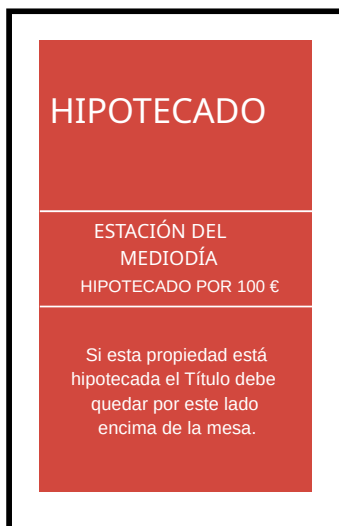 HIPOTECADO
ESTACIÓN DEL
MEDIODÍA
HIPOTECADO POR 100 €
Si esta propiedad está
hipotecada el Título debe
quedar por este lado
encima de la mesa.